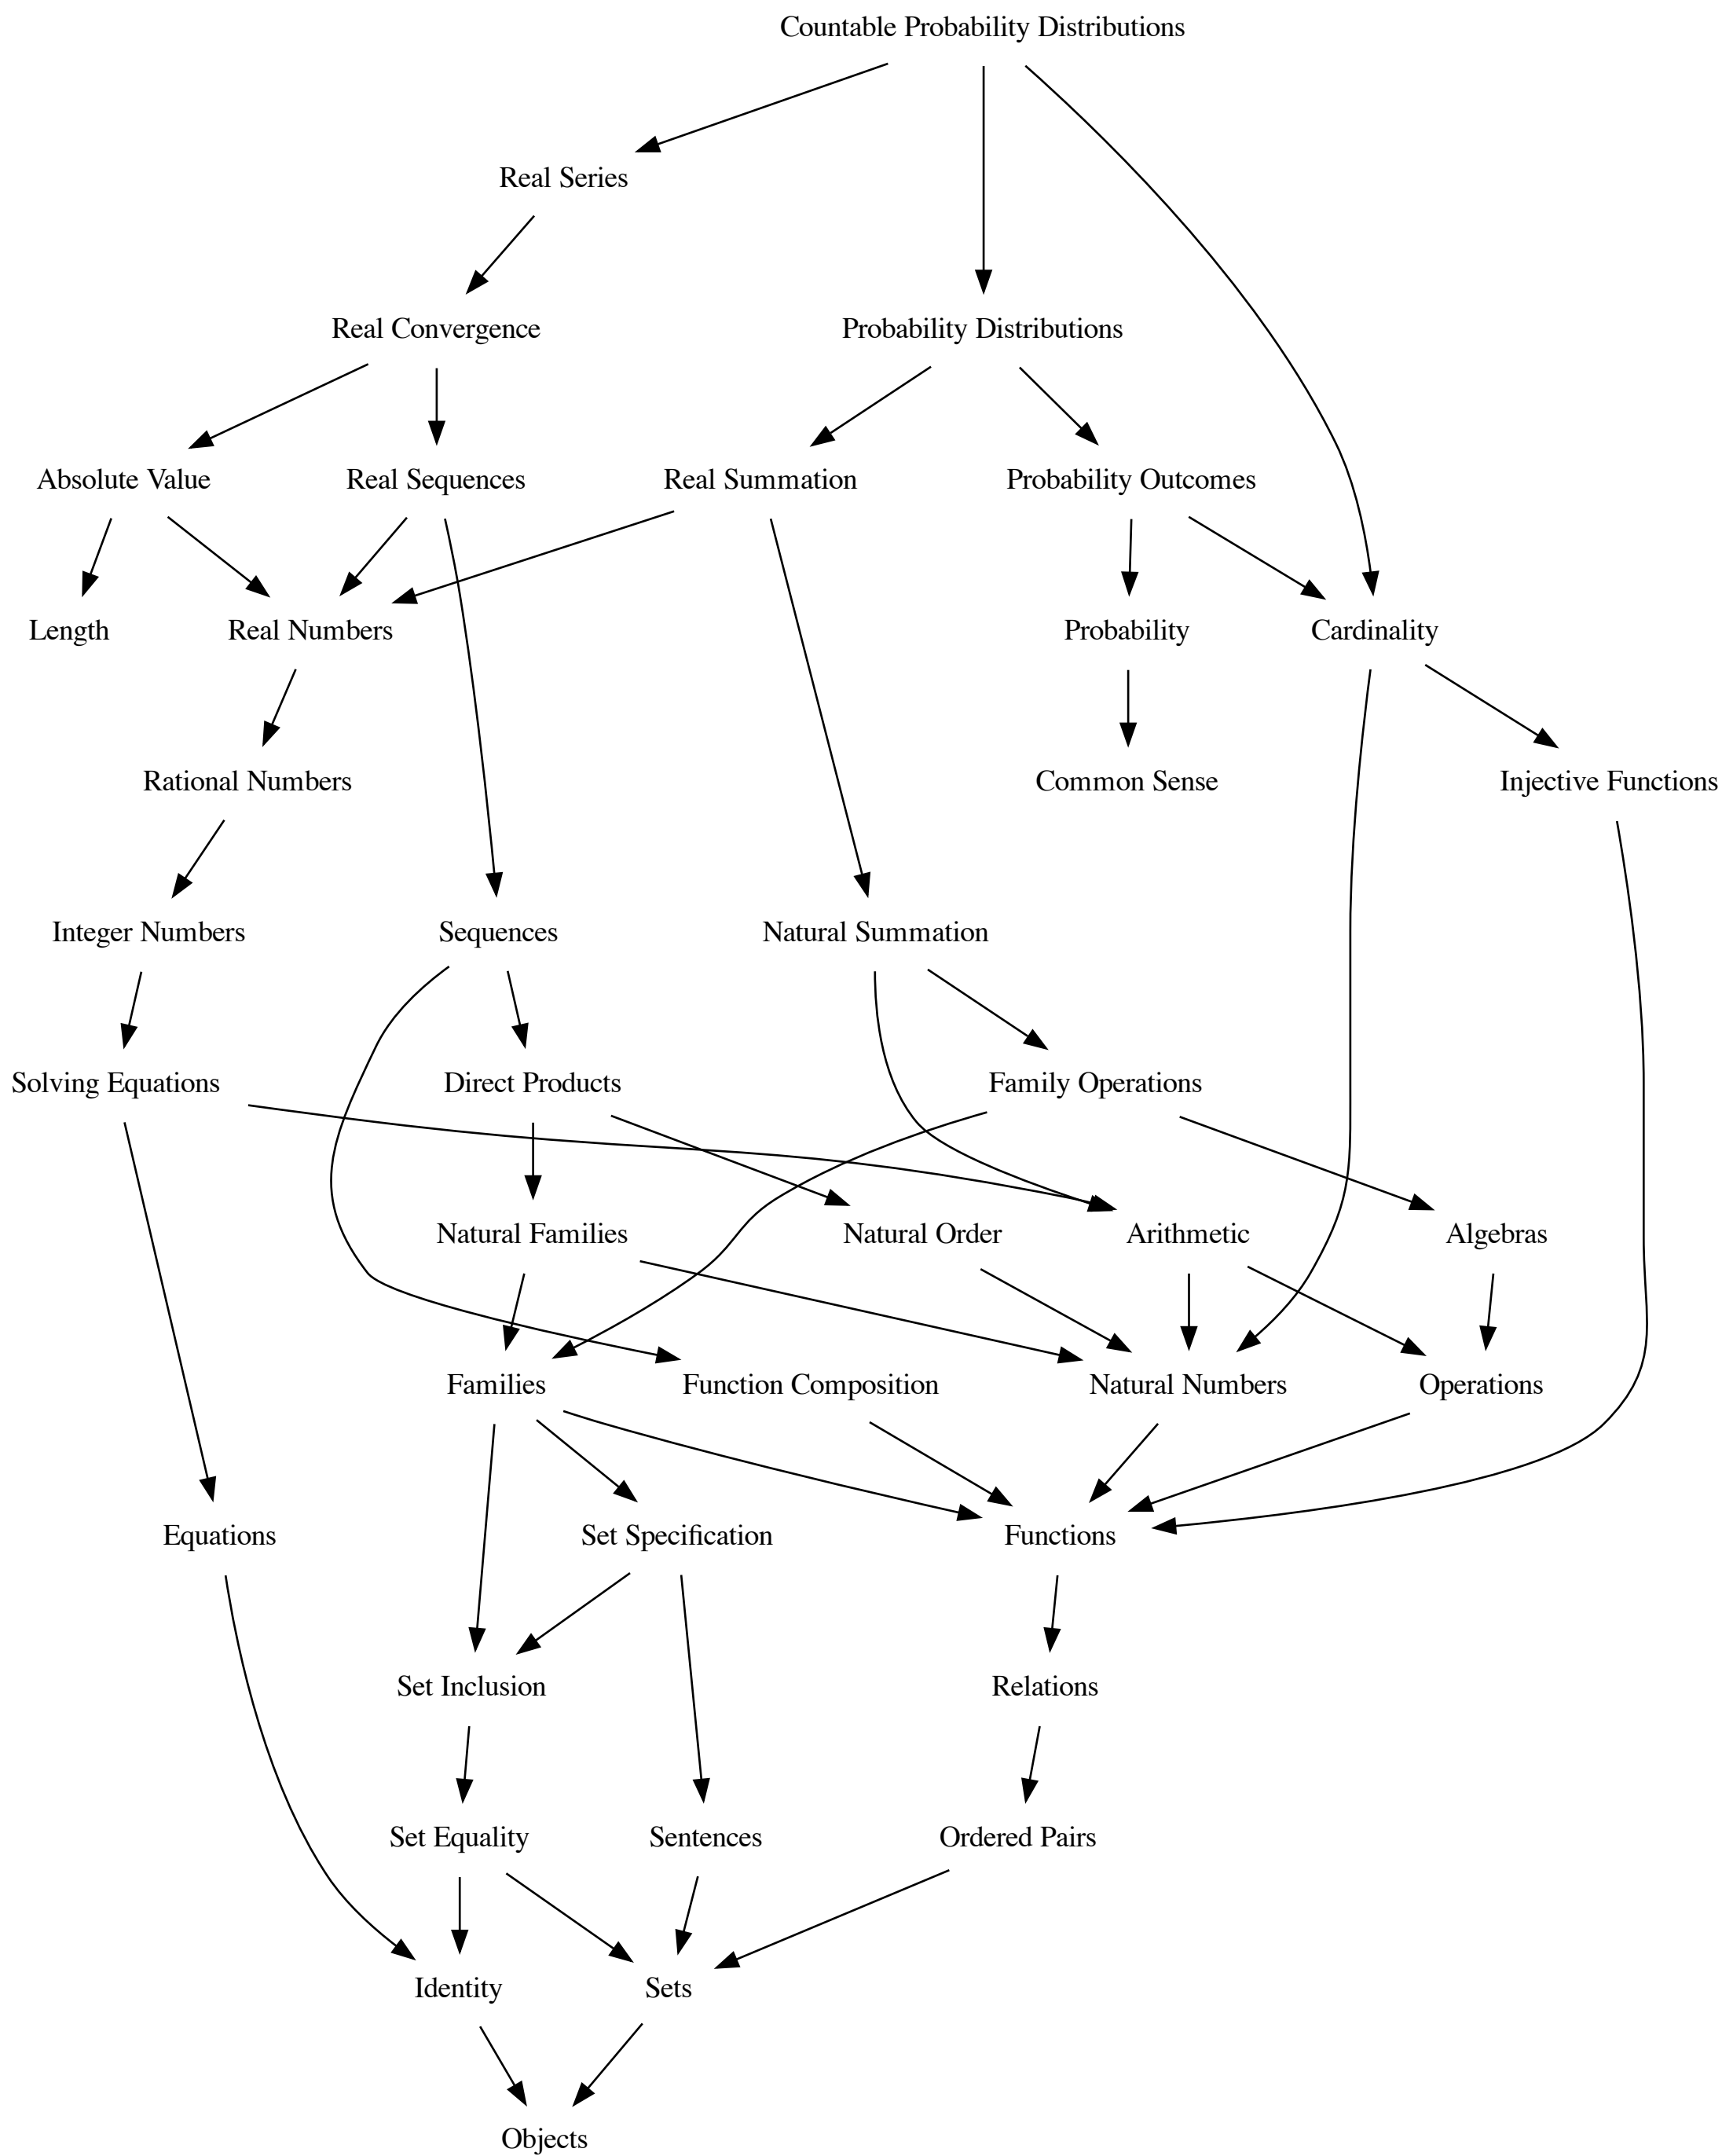 Countable Probability Distributions
Real Series
Real Convergence
Probability Distributions
Absolute Value
Real Sequences
Real Summation
Probability Outcomes
Length
Real Numbers
Probability
Cardinality
Rational Numbers
Common Sense
Injective Functions
Integer Numbers
Sequences
Natural Summation
Solving Equations
Direct Products
Family Operations
Natural Families
Natural Order
Arithmetic
Algebras
Families
Function Composition
Natural Numbers
Operations
Equations
Set Specification
Functions
Set Inclusion
Relations
Set Equality
Sentences
Ordered Pairs
Identity
Sets
Objects